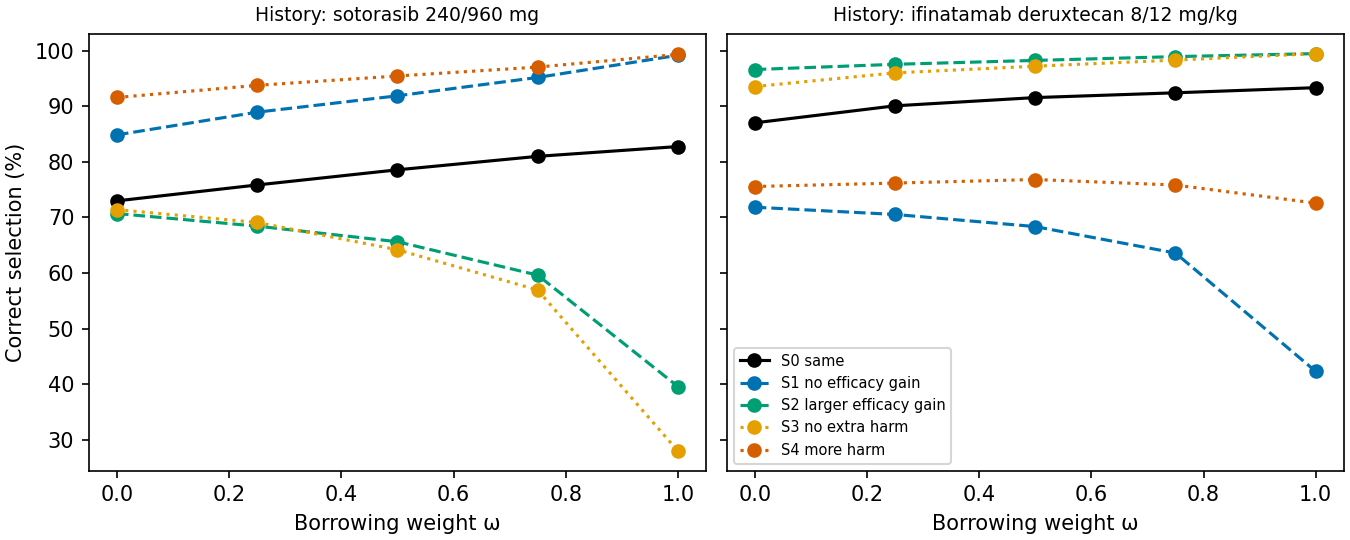 History: sotorasib 240/960 mg
History: ifinatamab deruxtecan 8/12 mg/kg
Correct selection (%)
100
90
80
70
60
50
40
30
S0 same
S1 no efficacy gain
S2 larger efficacy gain
S3 no extra harm
S4 more harm
0.0 0.2 0.4 0.6 0.8 1.0
0.0 0.2 0.4 0.6 0.8 1.0
Borrowing weight ω
Borrowing weight ω